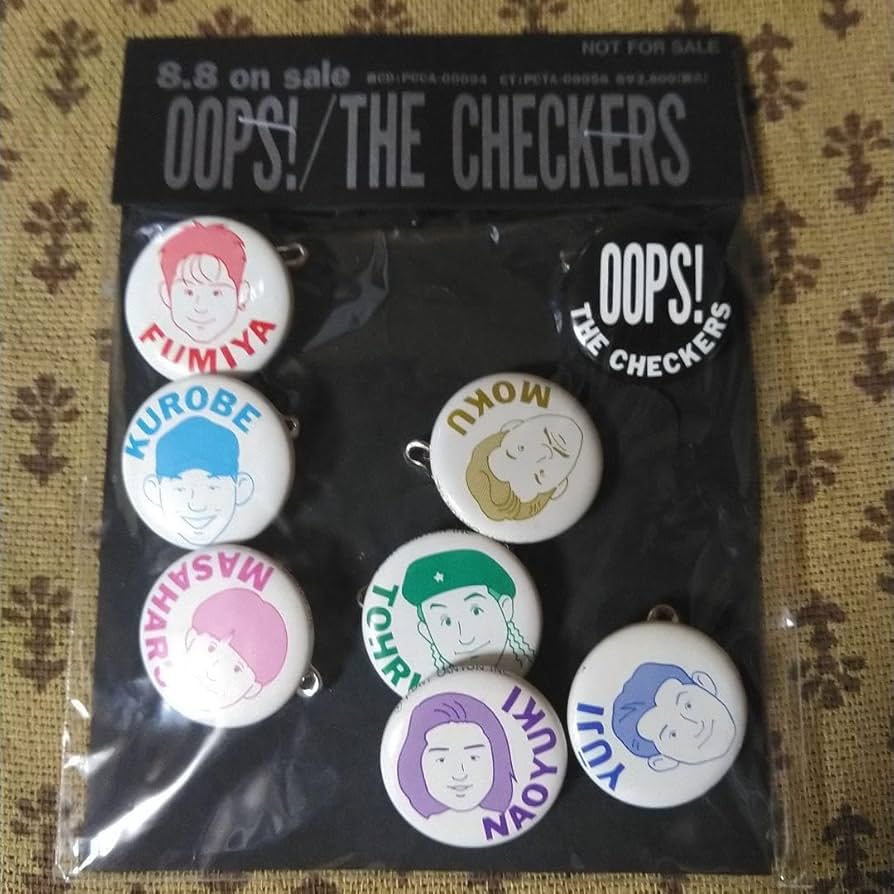 NOT FOR SALE
8.8 on sale
OOPS!/THE CHECKERS
FUMIYA
OOPS!
THE CHECKERS
KUROBE
MOKU
TOHRU
NAOYUKI
YUJI